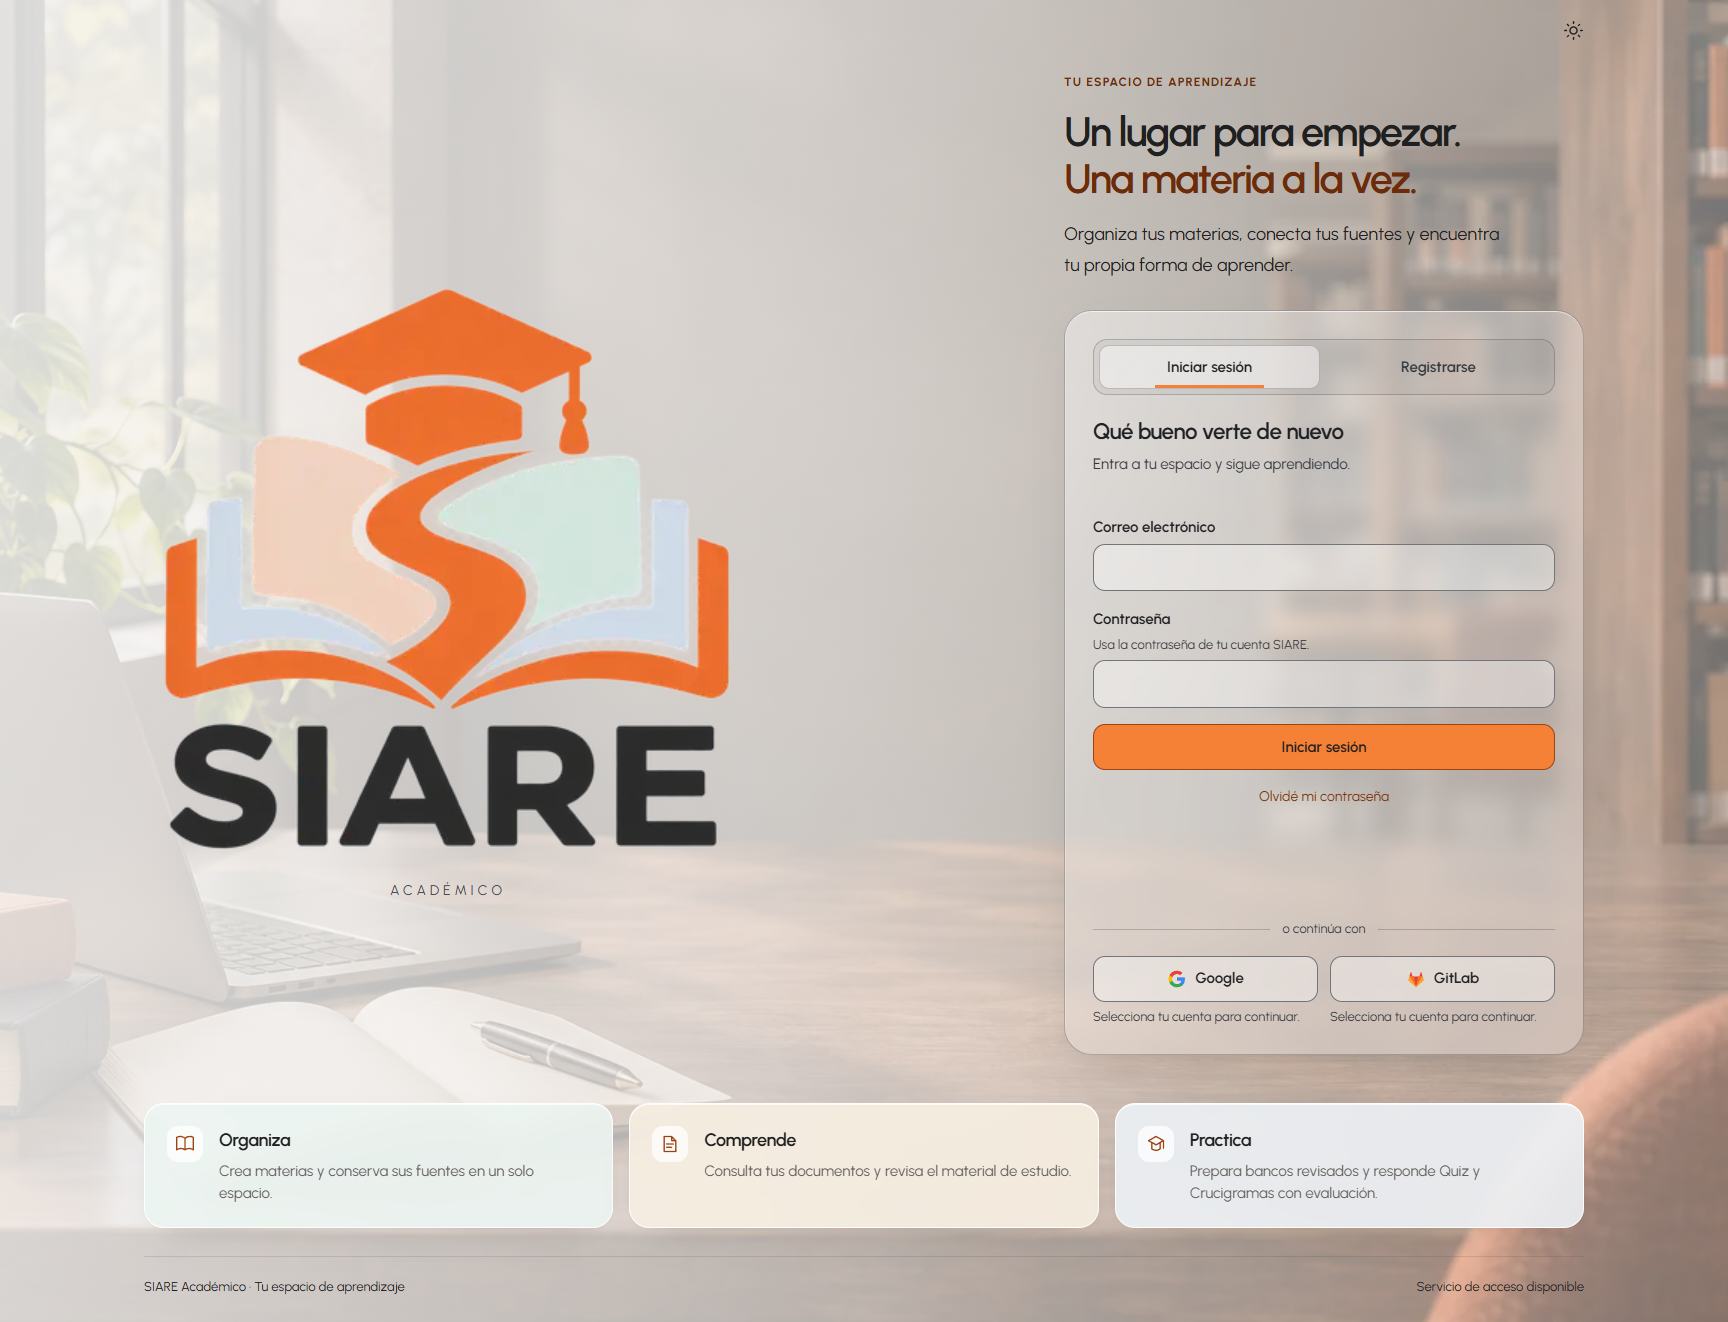 TU ESPACIO DE APRENDIZAJE
Un lugar para empezar.
Una materia a la vez.
Organiza tus materias, conecta tus fuentes y encuentra
tu propia forma de aprender.
SIARE
ACADÉMICO
Iniciar sesión
Registrarse
Qué bueno verte de nuevo
Entra a tu espacio y sigue aprendiendo.
Correo electrónico
Contraseña
Usa la contraseña de tu cuenta SIARE.
Iniciar sesión
Olvidé mi contraseña
o continúa con
Google
GitLab
Selecciona tu cuenta para continuar.
Selecciona tu cuenta para continuar.
Organiza
Crea materias y conserva sus fuentes en un solo
espacio.
Comprende
Consulta tus documentos y revisa el material de estudio.
Practica
Prepara bancos revisados y responde Quiz y
Crucigramas con evaluación.
SIARE Académico · Tu espacio de aprendizaje
Servicio de acceso disponible